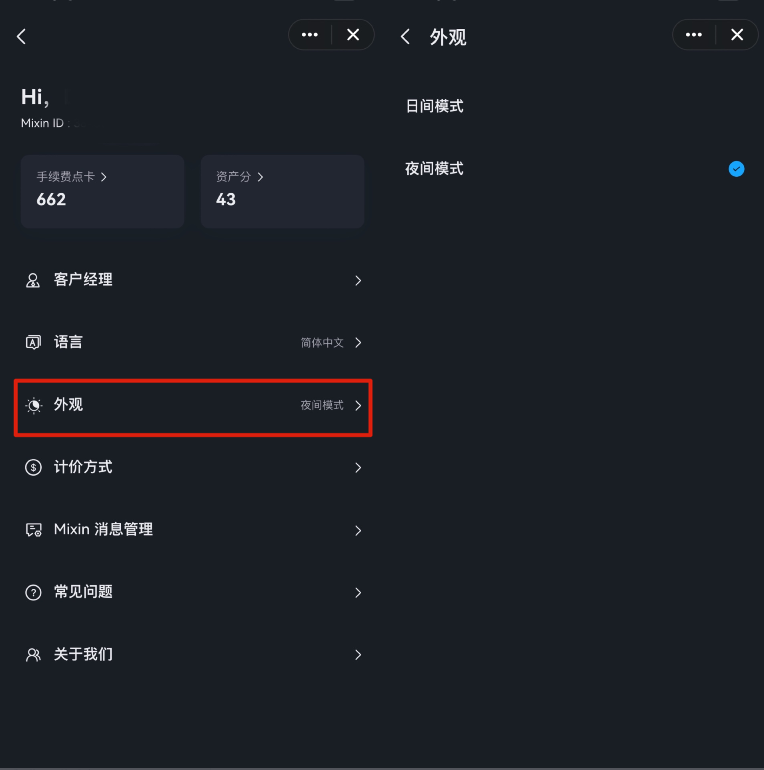 Hi,
Mixin ID :
手续费点卡
662
资产分
43
客户经理
语言
简体中文
外观
夜间模式
计价方式
Mixin 消息管理
常见问题
关于我们
外观
日间模式
夜间模式